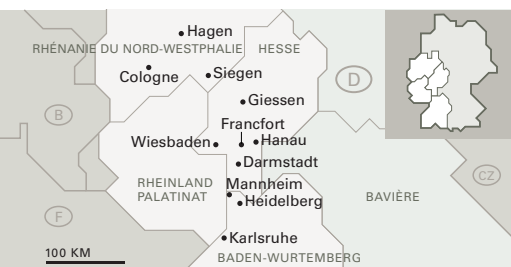 Hagen
RHÉNANIE DU NORD-WESTPHALIE
HESSE
Cologne
Siegen
D
Giessen
B
Francfort
Wiesbaden
Hanau
Darmstadt
CZ
RHEINLAND
PALATINAT
Mannheim
BAVIÈRE
Heidelberg
F
Karlsruhe
100 KM
BADEN-WURTEMBERG